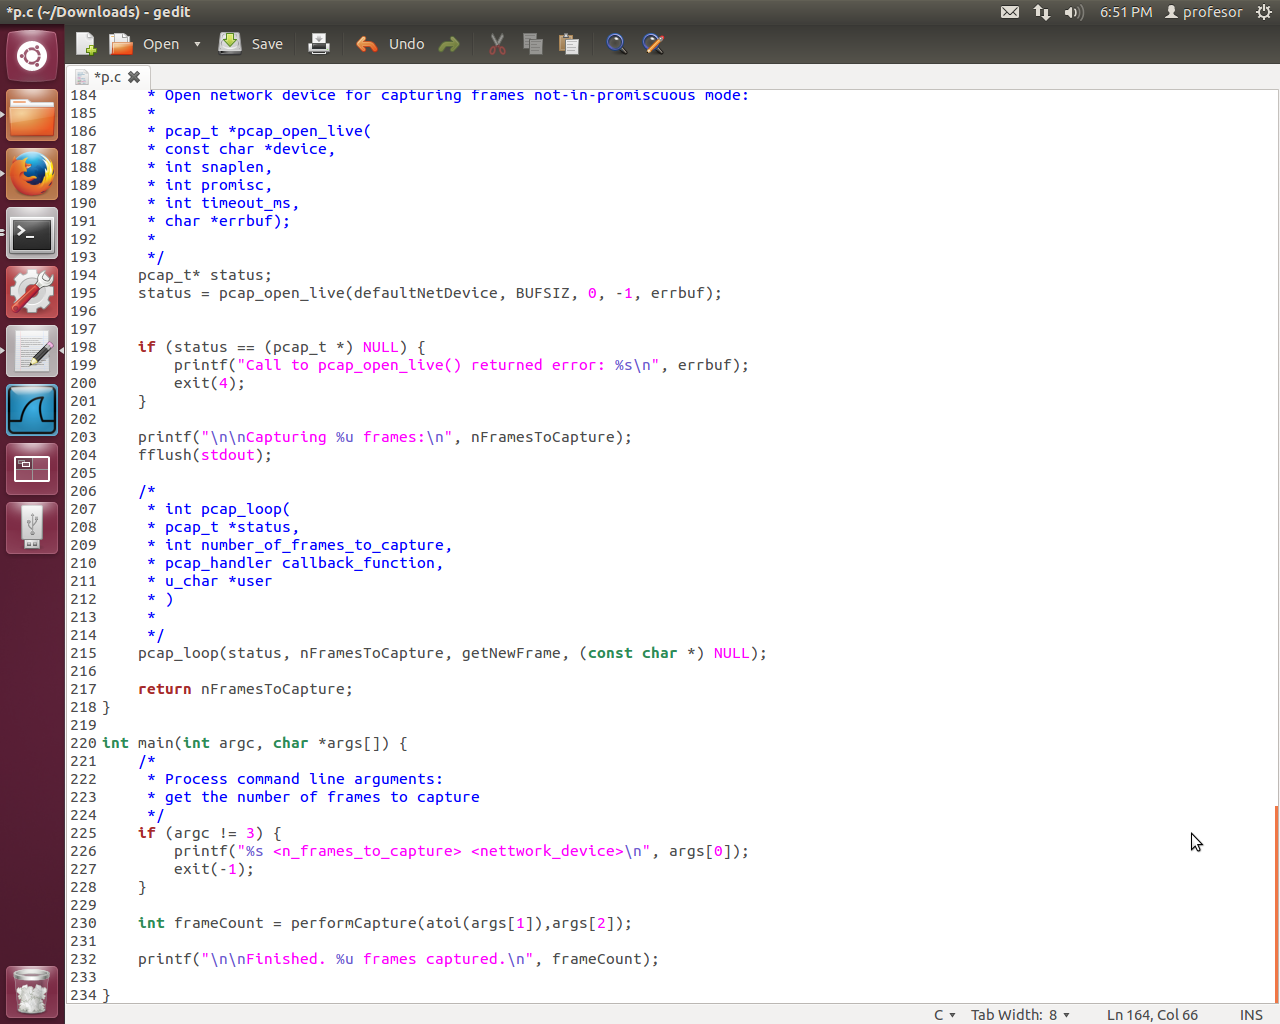 *p.c (~/Downloads) - gedit
6:51 PM profesor
Open Save Undo
*p.c
184 * Open network device for capturing frames not-in-promiscuous mode:
185 *
186 * pcap_t *pcap_open_live(
187 * const char *device,
188 * int snaplen,
189 * int promisc,
190 * int timeout_ms,
191 * char *errbuf);
192 *
193 */
194 pcap_t* status;
195 status = pcap_open_live(defaultNetDevice, BUFSIZ, 0, -1, errbuf);
196
197
198 if (status == (pcap_t *) NULL) {
199 printf("Call to pcap_open_live() returned error: %s\n", errbuf);
200 exit(4);
201 }
202
203 printf("\n\nCapturing %u frames:\n", nFramesToCapture);
204 fflush(stdout);
205
206 /*
207 * int pcap_loop(
208 * pcap_t *status,
209 * int number_of_frames_to_capture,
210 * pcap_handler callback_function,
211 * u_char *user
212 * )
213 *
214 */
215 pcap_loop(status, nFramesToCapture, getNewFrame, (const char *) NULL);
216
217 return nFramesToCapture;
218 }
219
220 int main(int argc, char *args[]) {
221 /*
222 * Process command line arguments:
223 * get the number of frames to capture
224 */
225 if (argc != 3) {
226 printf("%s <n_frames_to_capture> <nettwork_device>\n", args[0]);
227 exit(-1);
228 }
229
230 int frameCount = performCapture(atoi(args[1]),args[2]);
231
232 printf("\n\nFinished. %u frames captured.\n", frameCount);
233
234 }
C Tab Width: 8 Ln 164, Col 66 INS